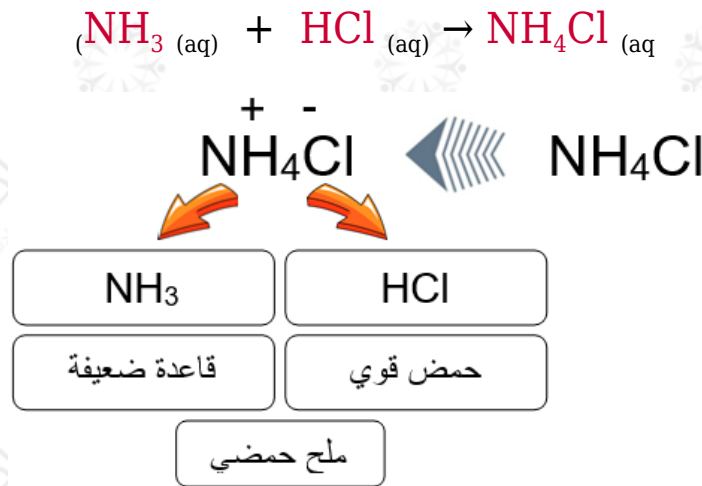 (NH₃ (aq) + HCl (aq) → NH₄Cl (aq
+ -
NH₄Cl NH₄Cl
NH₃ HCl
قاعدة ضعيفة حمض قوي
ملح حمضي